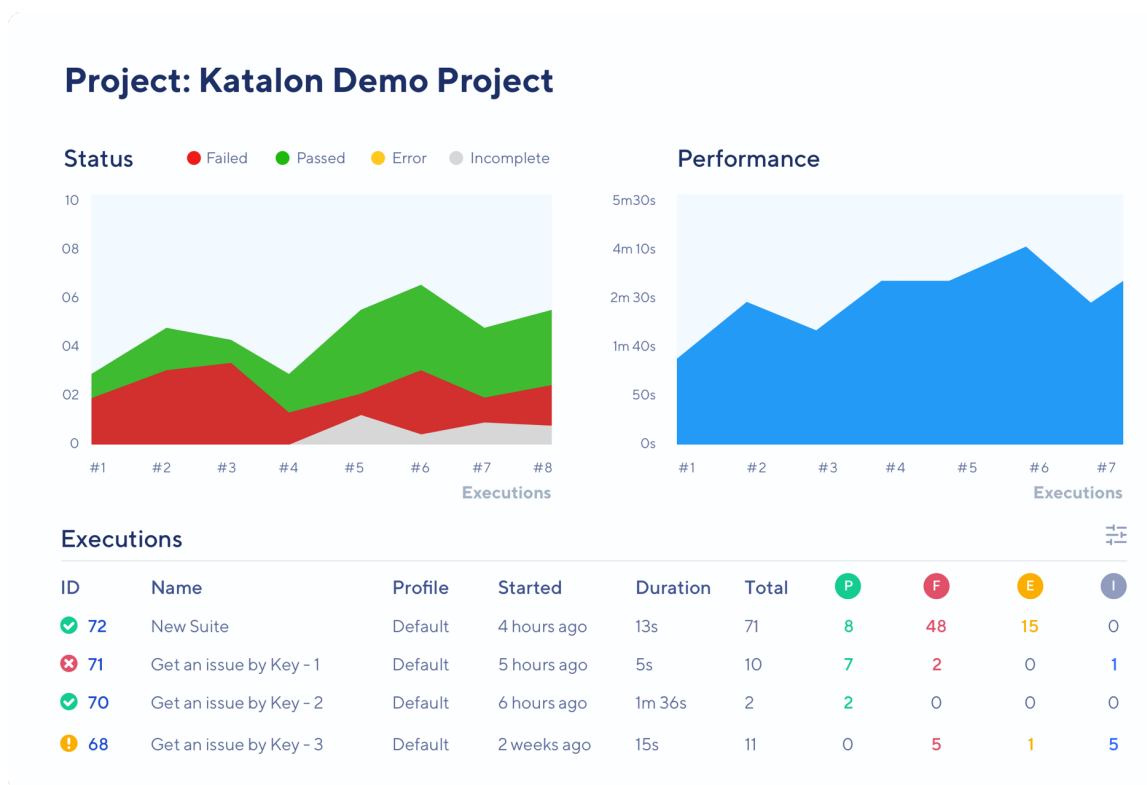 Project: Katalon Demo Project
Status
Failed
Passed
Error
Incomplete
10
08
06
04
02
0
#1 #2 #3 #4 #5 #6 #7 #8
Executions
Performance
5m30s
4m 10s
2m 30s
1m 40s
50s
0s
#1 #2 #3 #4 #5 #6 #7
Executions
Executions
ID Name Profile Started Duration Total P F E I
72 New Suite Default 4 hours ago 13s 71 8 48 15 0
71 Get an issue by Key - 1 Default 5 hours ago 5s 10 7 2 0 1
70 Get an issue by Key - 2 Default 6 hours ago 1m 36s 2 2 0 0 0
68 Get an issue by Key - 3 Default 2 weeks ago 15s 11 0 5 1 5